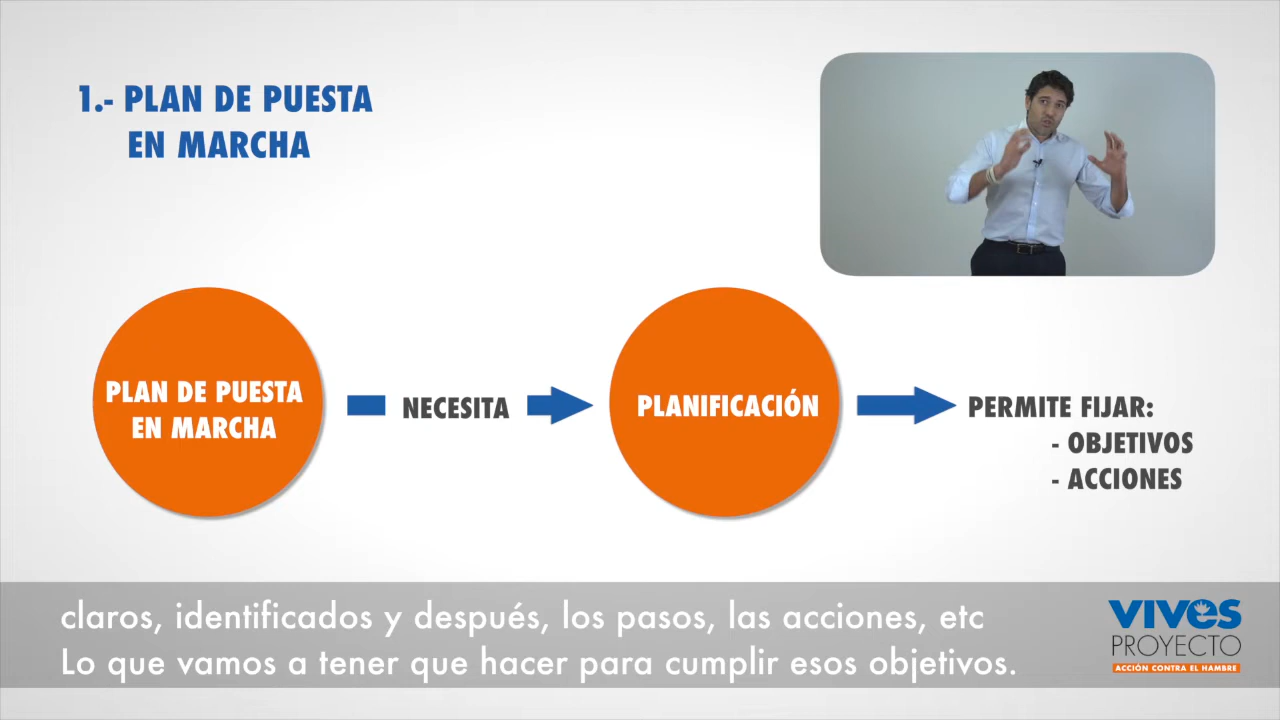 1.- PLAN DE PUESTA
EN MARCHA
PLAN DE PUESTA
EN MARCHA
NECESITA
PLANIFICACIÓN
PERMITE FIJAR:
- OBJETIVOS
- ACCIONES
claros, identificados y después, los pasos, las acciones, etc
Lo que vamos a tener que hacer para cumplir esos objetivos.
VIVES
PROYECTO
ACCIÓN CONTRA EL HAMBRE